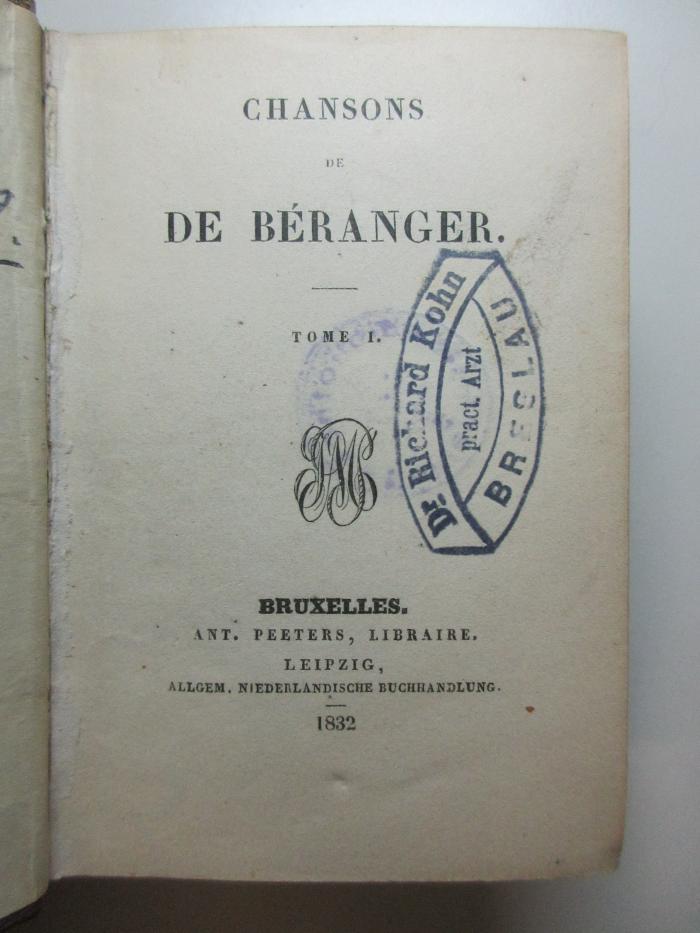 CHANSONS
DE
DE BÉRANGER.
TOME I.
Dr. Richard Kohn
pract. Arzt
BRESLAU
BRUXELLES.
ANT. PEETERS, LIBRAIRE.
LEIPZIG,
ALLGEM. NIEDERLANDISCHE BUCHHANDLUNG.
1832